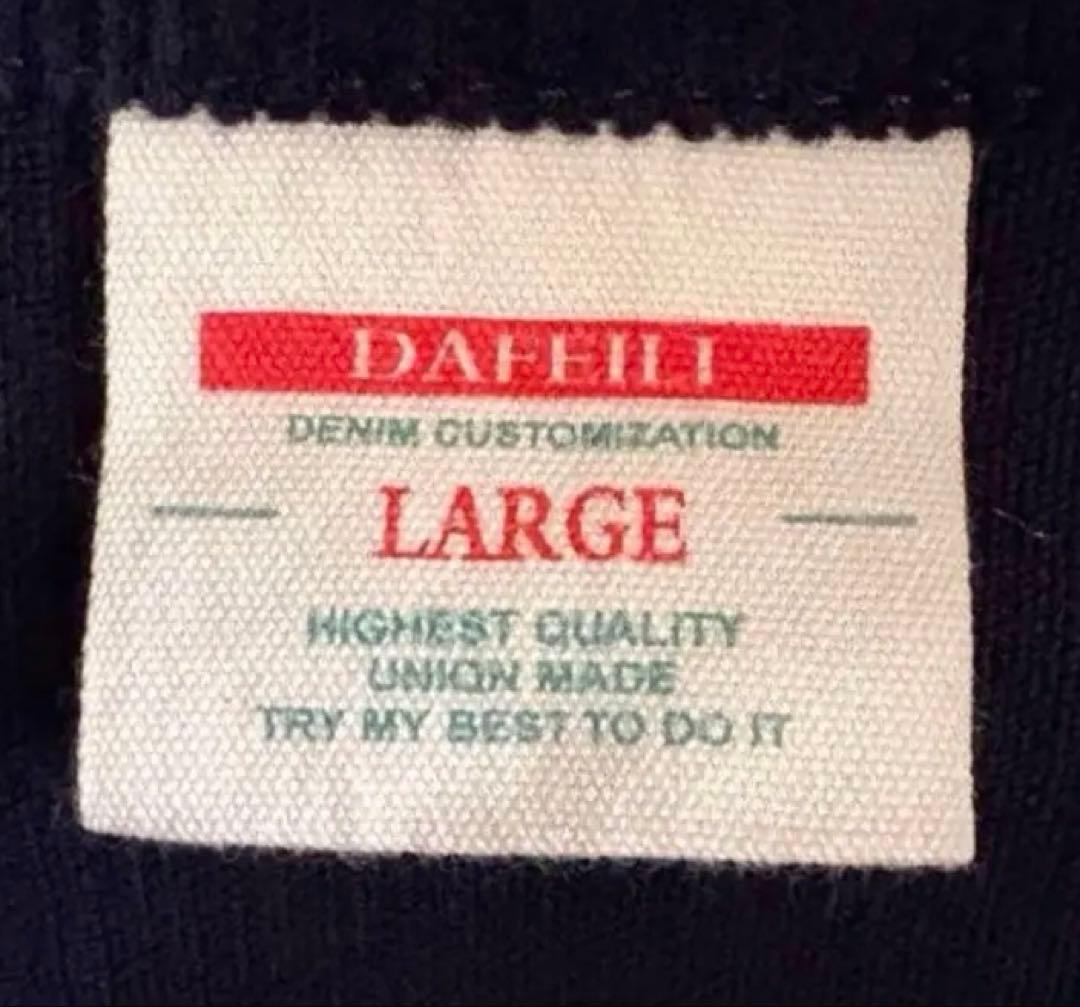 DAFEILI
DENIM CUSTOMIZATION
LARGE
HIGHEST QUALITY
UNION MADE
TRY MY BEST TO DO IT